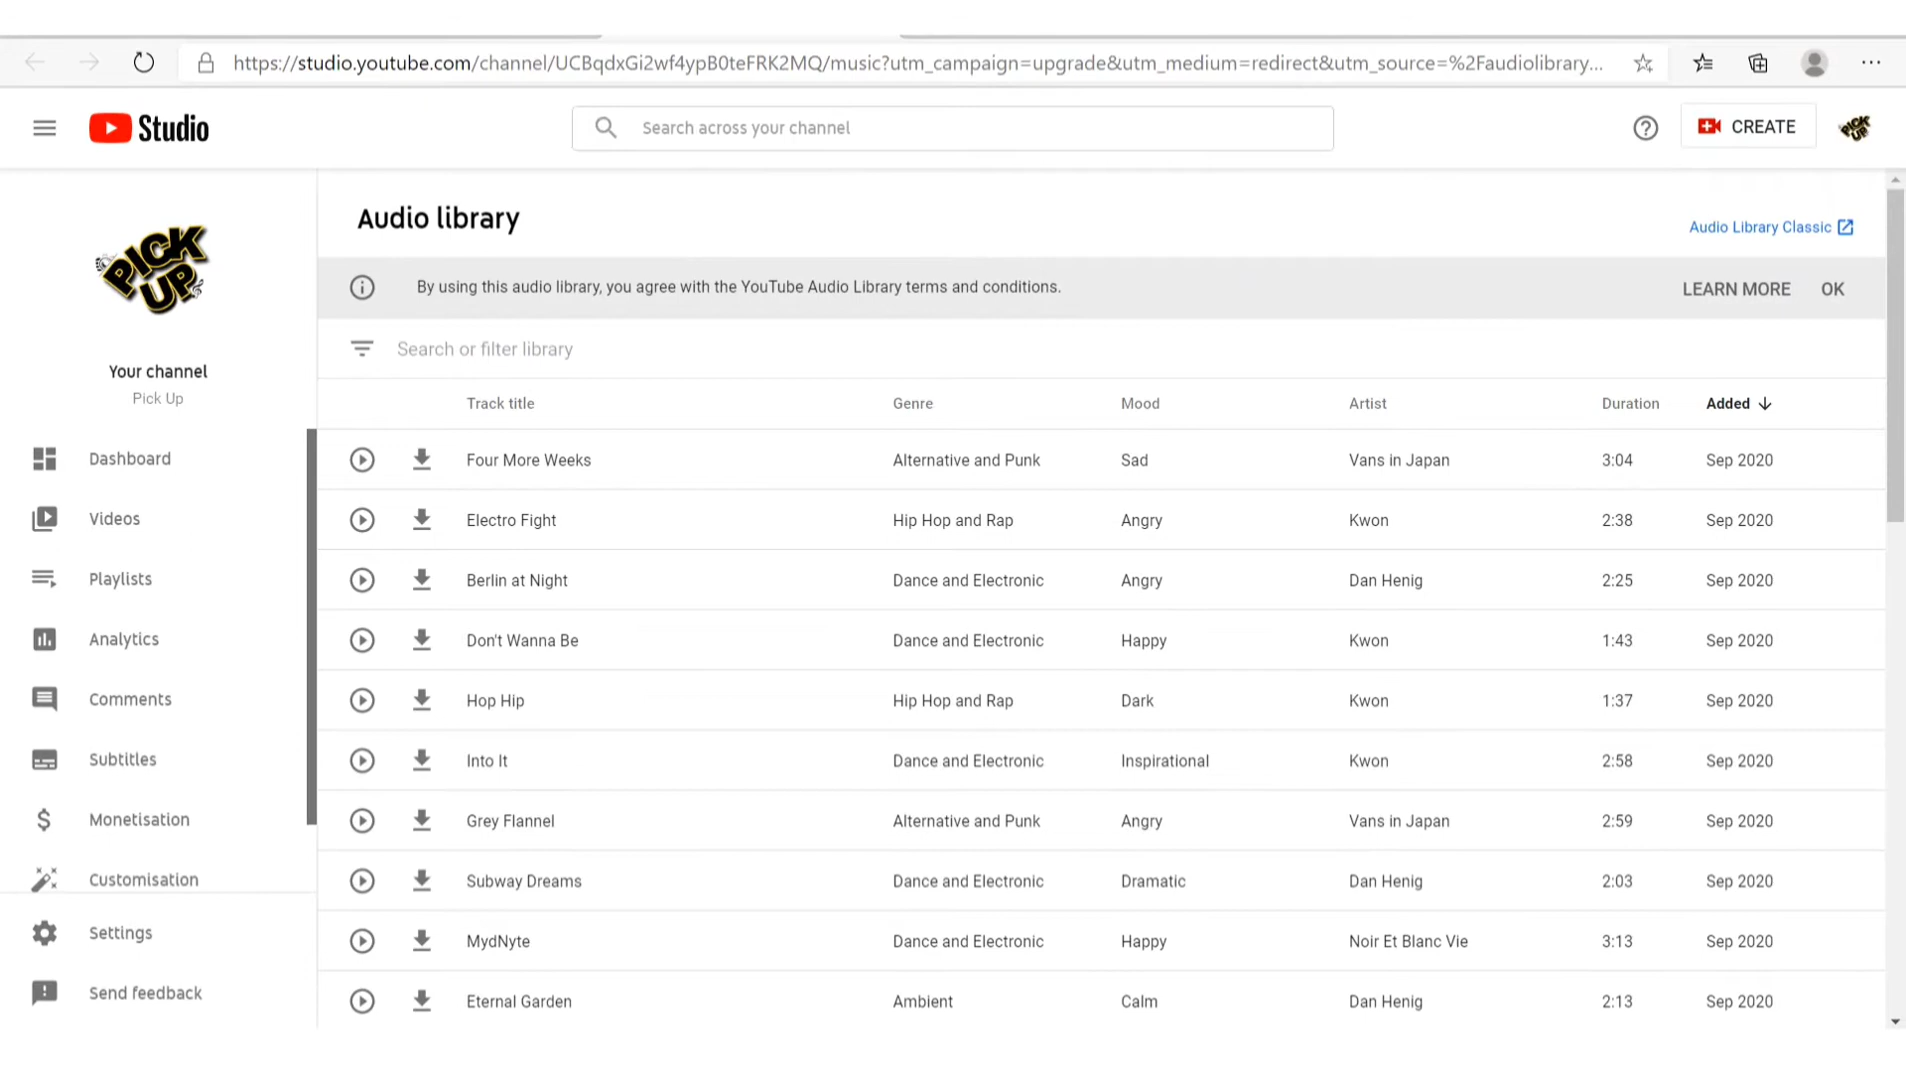 https://studio.youtube.com/channel/UCBqdxGi2wf4ypB0teFRK2MQ/music?utm_campaign=upgrade&utm_medium=redirect&utm_source=%2Faudiolibrary...
Studio
Search across your channel
CREATE
PICK UP
PICK
UP
Your channel
Pick Up
Dashboard
Videos
Playlists
Analytics
Comments
Subtitles
Monetisation
Customisation
Settings
Send feedback
Audio library
Audio Library Classic
By using this audio library, you agree with the YouTube Audio Library terms and conditions.
LEARN MORE OK
Search or filter library
Track title Genre Mood Artist Duration Added
Four More Weeks Alternative and Punk Sad Vans in Japan 3:04 Sep 2020
Electro Fight Hip Hop and Rap Angry Kwon 2:38 Sep 2020
Berlin at Night Dance and Electronic Angry Dan Henig 2:25 Sep 2020
Don't Wanna Be Dance and Electronic Happy Kwon 1:43 Sep 2020
Hop Hip Hip Hop and Rap Dark Kwon 1:37 Sep 2020
Into It Dance and Electronic Inspirational Kwon 2:58 Sep 2020
Grey Flannel Alternative and Punk Angry Vans in Japan 2:59 Sep 2020
Subway Dreams Dance and Electronic Dramatic Dan Henig 2:03 Sep 2020
MydNyte Dance and Electronic Happy Noir Et Blanc Vie 3:13 Sep 2020
Eternal Garden Ambient Calm Dan Henig 2:13 Sep 2020